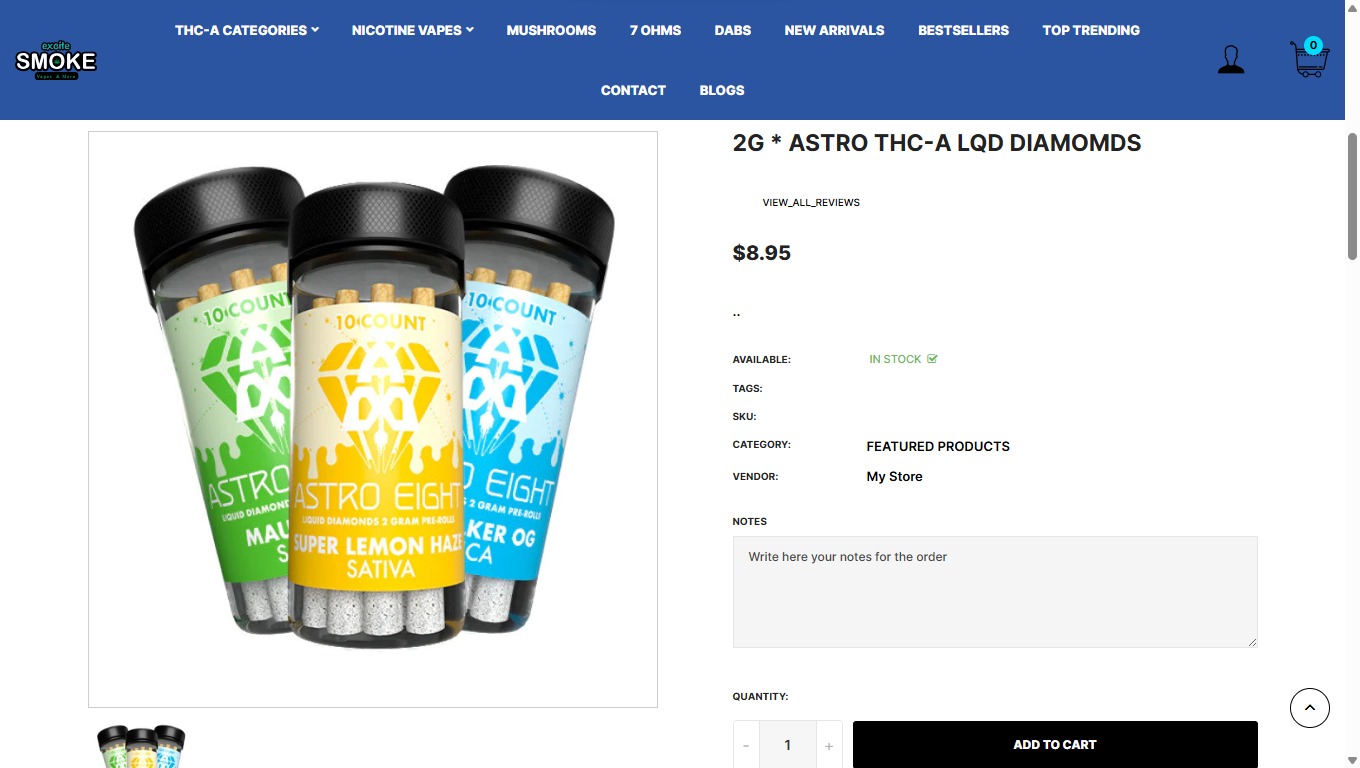 THC-A CATEGORIES NICOTINE VAPES MUSHROOMS 7 OHMS DABS NEW ARRIVALS BESTSELLERS TOP TRENDING
excite
SMOKE
Vapes & More
0
CONTACT BLOGS
2G * ASTRO THC-A LQD DIAMOMDS
VIEW_ALL_REVIEWS
$8.95
..
AVAILABLE: IN STOCK
TAGS:
SKU:
CATEGORY: FEATURED PRODUCTS
VENDOR: My Store
NOTES
Write here your notes for the order
QUANTITY:
- 1 +
ADD TO CART
10 COUNT
ASTRO
LIQUID DIAMONDS
MAU
S
10 COUNT
ASTRO EIGHT
LIQUID DIAMONDS 2 GRAM PRE-ROLLS
SUPER LEMON HAZE
SATIVA
10 COUNT
O EIGHT
2 GRAM PRE-ROLLS
LKER OG
CA